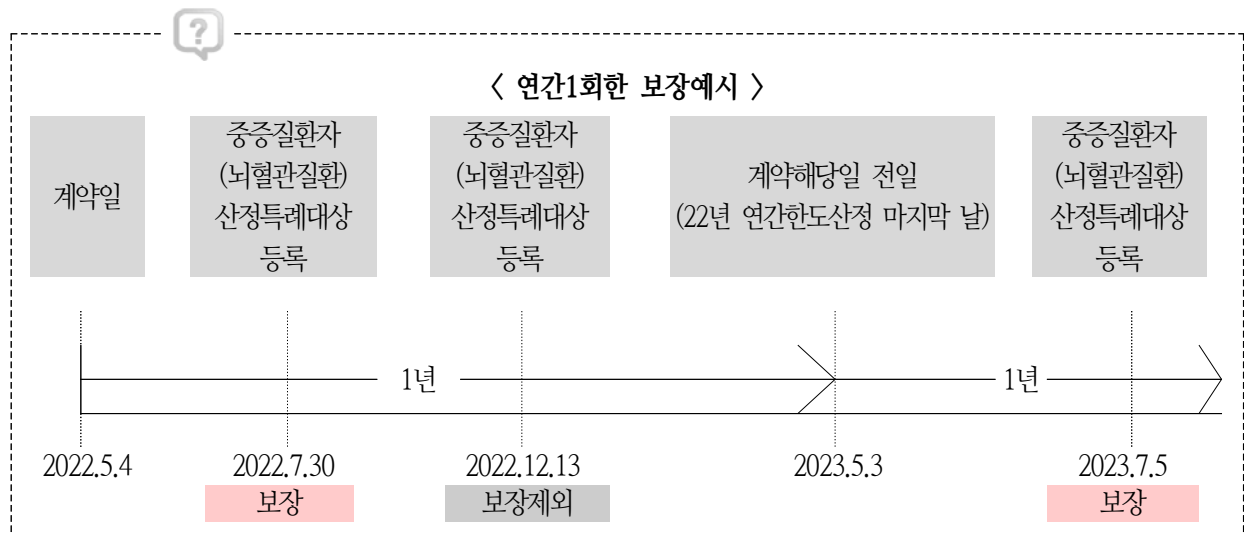 ?
〈 연간1회한 보장예시 〉
계약일
중증질환자
(뇌혈관질환)
산정특례대상
등록
중증질환자
(뇌혈관질환)
산정특례대상
등록
계약해당일 전일
(22년 연간한도산정 마지막 날)
중증질환자
(뇌혈관질환)
산정특례대상
등록
1년
1년
2022.5.4
2022.7.30
보장
2022.12.13
보장제외
2023.5.3
2023.7.5
보장